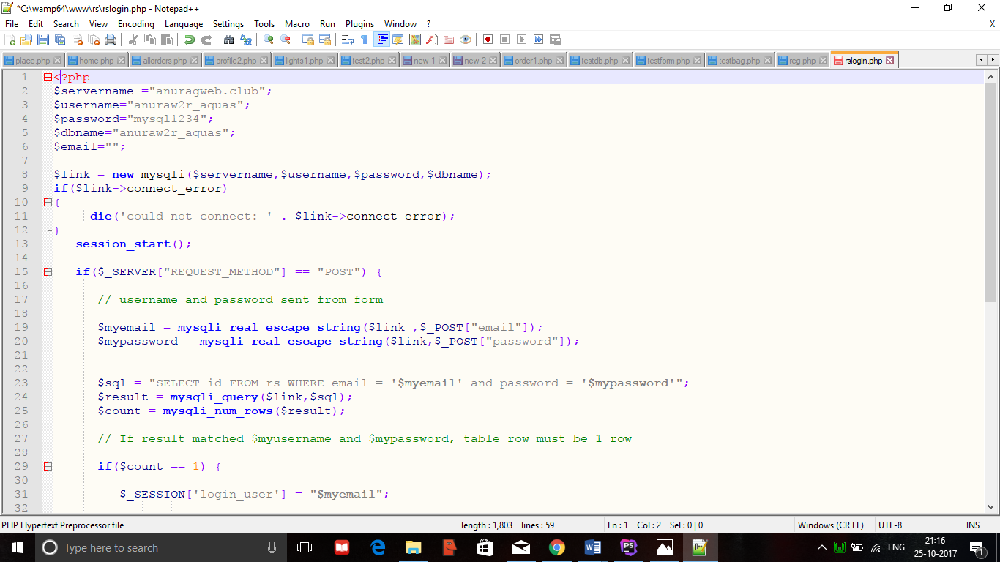 *C:\wamp64\www\rs\rslogin.php - Notepad++
File Edit Search View Encoding Language Settings Tools Macro Run Plugins Window ? X
place.php home.php allorders.php profile2.php lights1.php test2.php new 1 new 2 order1.php testdb.php testform.php testbag.php reg.php rslogin.php
1 <?php
2 $servername ="anuragweb.club";
3 $username="anuraw2r_aquas";
4 $password="mysql1234";
5 $dbname="anuraw2r_aquas";
6 $email="";
7
8 $link = new mysqli($servername,$username,$password,$dbname);
9 if($link->connect_error)
10 {
11 die('could not connect: ' . $link->connect_error);
12 }
13 session_start();
14
15 if($_SERVER["REQUEST_METHOD"] == "POST") {
16
17 // username and password sent from form
18
19 $myemail = mysqli_real_escape_string($link ,$_POST["email"]);
20 $mypassword = mysqli_real_escape_string($link,$_POST["password"]);
21
22
23 $sql = "SELECT id FROM rs WHERE email = '$myemail' and password = '$mypassword'";
24 $result = mysqli_query($link,$sql);
25 $count = mysqli_num_rows($result);
26
27 // If result matched $myusername and $mypassword, table row must be 1 row
28
29 if($count == 1) {
30
31 $_SESSION['login_user'] = "$myemail";
32
PHP Hypertext Preprocessor file length : 1,803 lines : 59 Ln : 1 Col : 2 Sel : 0 | 0 Windows (CR LF) UTF-8 INS
Type here to search ENG 21:16
25-10-2017 1